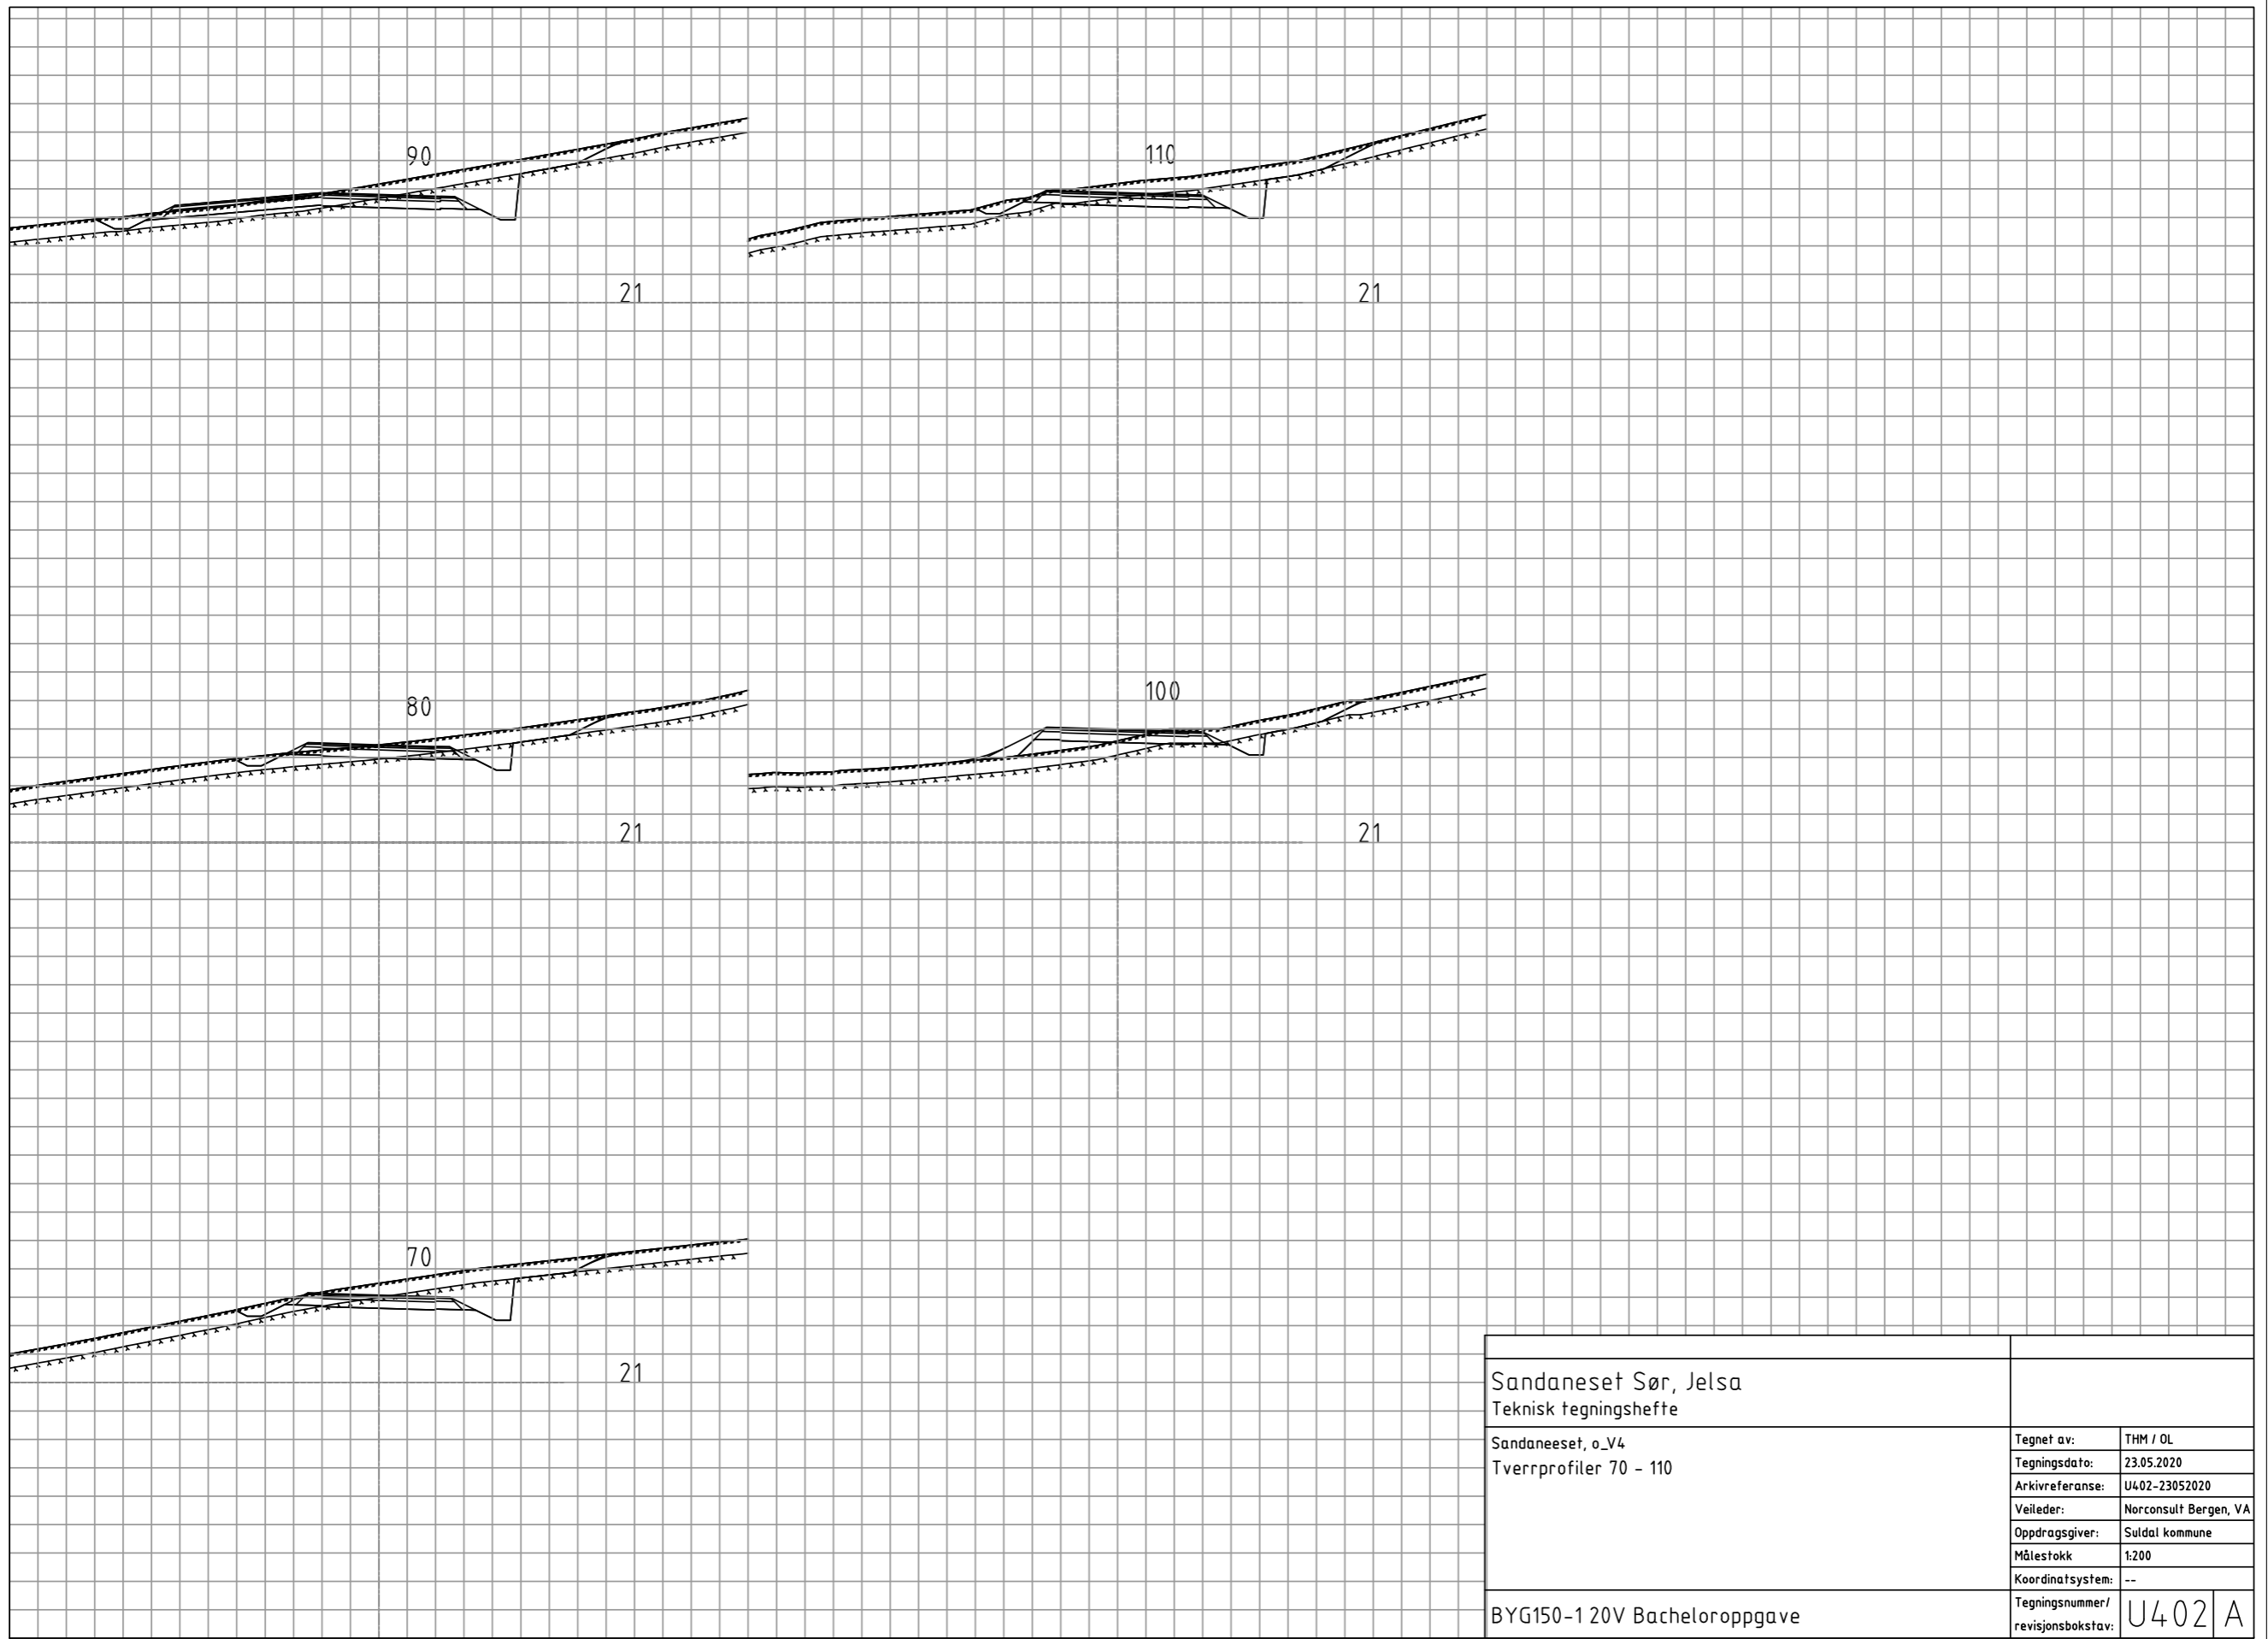 90
110
21
21
80
100
21
21
70
21
Sandaneset Sør, Jelsa
Teknisk tegningshefte
Sandaneeset, o_V4
Tverrprofiler 70 - 110
Tegnet av: THM / OL
Tegningsdato: 23.05.2020
Arkivreferanse: U402-23052020
Veileder: Norconsult Bergen, VA
Oppdragsgiver: Suldal kommune
Målestokk 1:200
Koordinatsystem: --
BYG150-1 20V Bacheloroppgave
Tegningsnummer/
revisjonsbokstav: U402 A